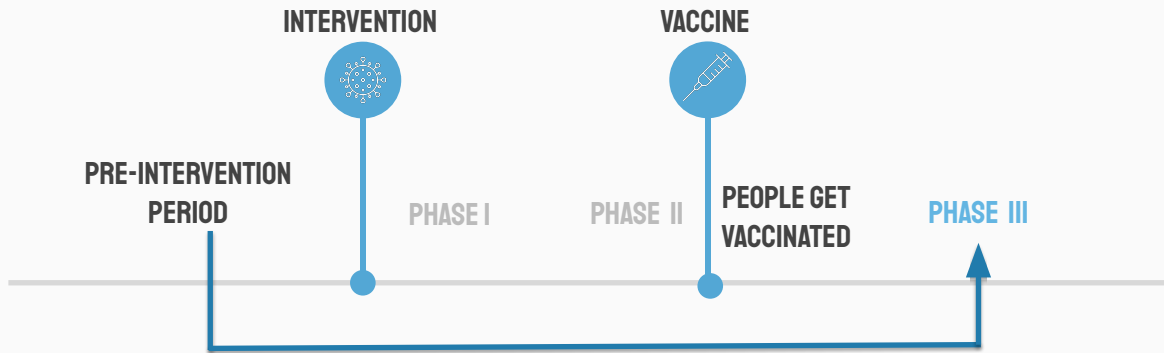 INTERVENTION
VACCINE
PRE-INTERVENTION
PERIOD
PHASE I
PHASE II
PEOPLE GET
VACCINATED
PHASE III